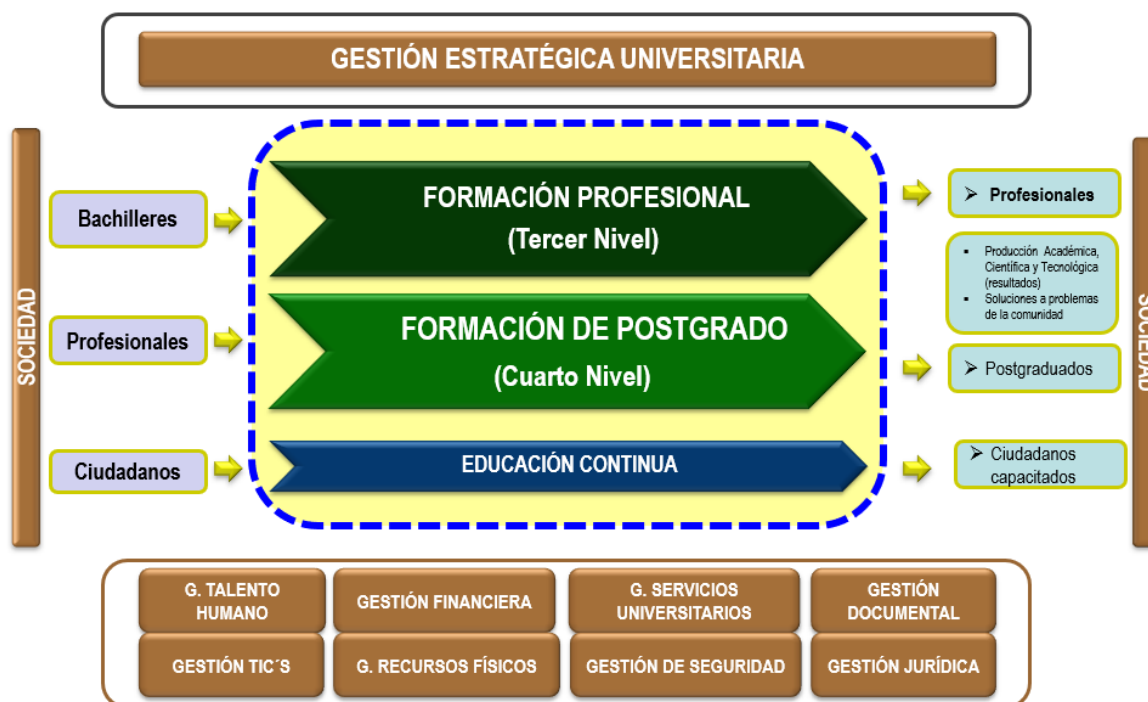 GESTIÓN ESTRATÉGICA UNIVERSITARIA
SOCIEDAD
Bachilleres
Profesionales
Ciudadanos
FORMACIÓN PROFESIONAL
(Tercer Nivel)
FORMACIÓN DE POSTGRADO
(Cuarto Nivel)
EDUCACIÓN CONTINUA
➢ Profesionales
▪ Producción Académica,
Científica y Tecnológica
(resultados)
▪ Soluciones a problemas
de la comunidad
➢ Postgraduados
➢ Ciudadanos
capacitados
SOCIEDAD
G. TALENTO
HUMANO
GESTIÓN FINANCIERA
G. SERVICIOS
UNIVERSITARIOS
GESTIÓN
DOCUMENTAL
GESTIÓN TIC´S
G. RECURSOS FÍSICOS
GESTIÓN DE SEGURIDAD
GESTIÓN JURÍDICA